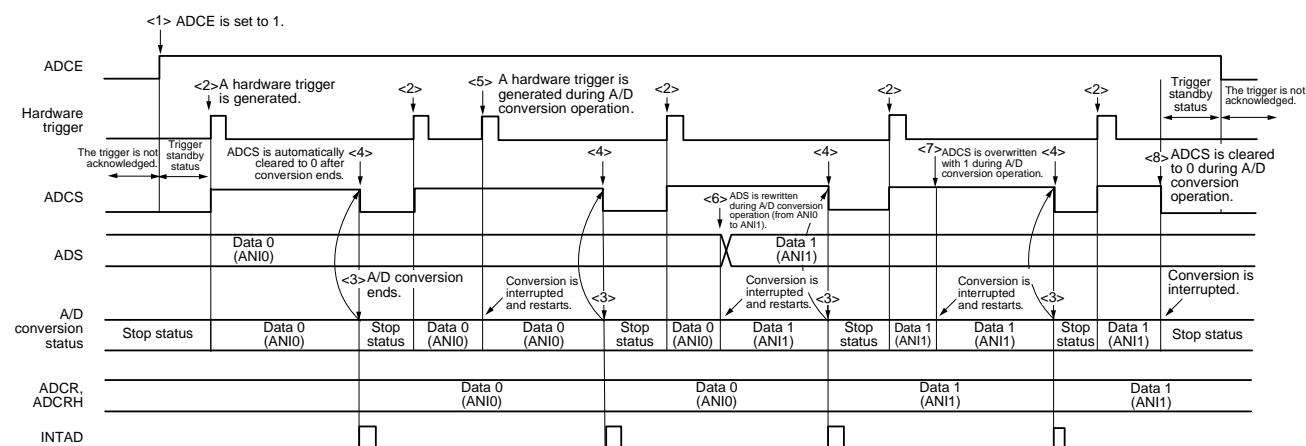 <1> ADCE is set to 1.
ADCE
<2> A hardware trigger
is generated.
<2>
<5> A hardware trigger is
generated during A/D
conversion operation.
<2>
<2>
<2>
Trigger
standby
status
The trigger is not
acknowledged.
Hardware
trigger
The trigger is not
acknowledged.
Trigger
standby
status
ADCS is automatically
cleared to 0 after
conversion ends.
<4>
<4>
<4>
<7> ADCS is overwritten
with 1 during A/D
conversion operation.
<4>
<8> ADCS is cleared
to 0 during A/D
conversion
operation.
ADCS
<6> ADS is rewritten
during A/D conversion
operation (from ANI0
to ANI1).
ADS
Data 0
(ANI0)
Data 1
(ANI1)
<3> A/D conversion
ends.
Conversion is
interrupted
and restarts.
<3>
Conversion is
interrupted
and restarts.
<3>
Conversion is
interrupted
and restarts.
<3>
Conversion is
interrupted.
A/D
conversion
status
Stop status
Data 0
(ANI0)
Stop
status
Data 0
(ANI0)
Data 0
(ANI0)
Stop
status
Data 0
(ANI0)
Data 1
(ANI1)
Stop
status
Data 1
(ANI1)
Data 1
(ANI1)
Stop
status
Data 1
(ANI1)
Stop status
ADCR,
ADCRH
Data 0
(ANI0)
Data 0
(ANI0)
Data 1
(ANI1)
Data 1
(ANI1)
INTAD